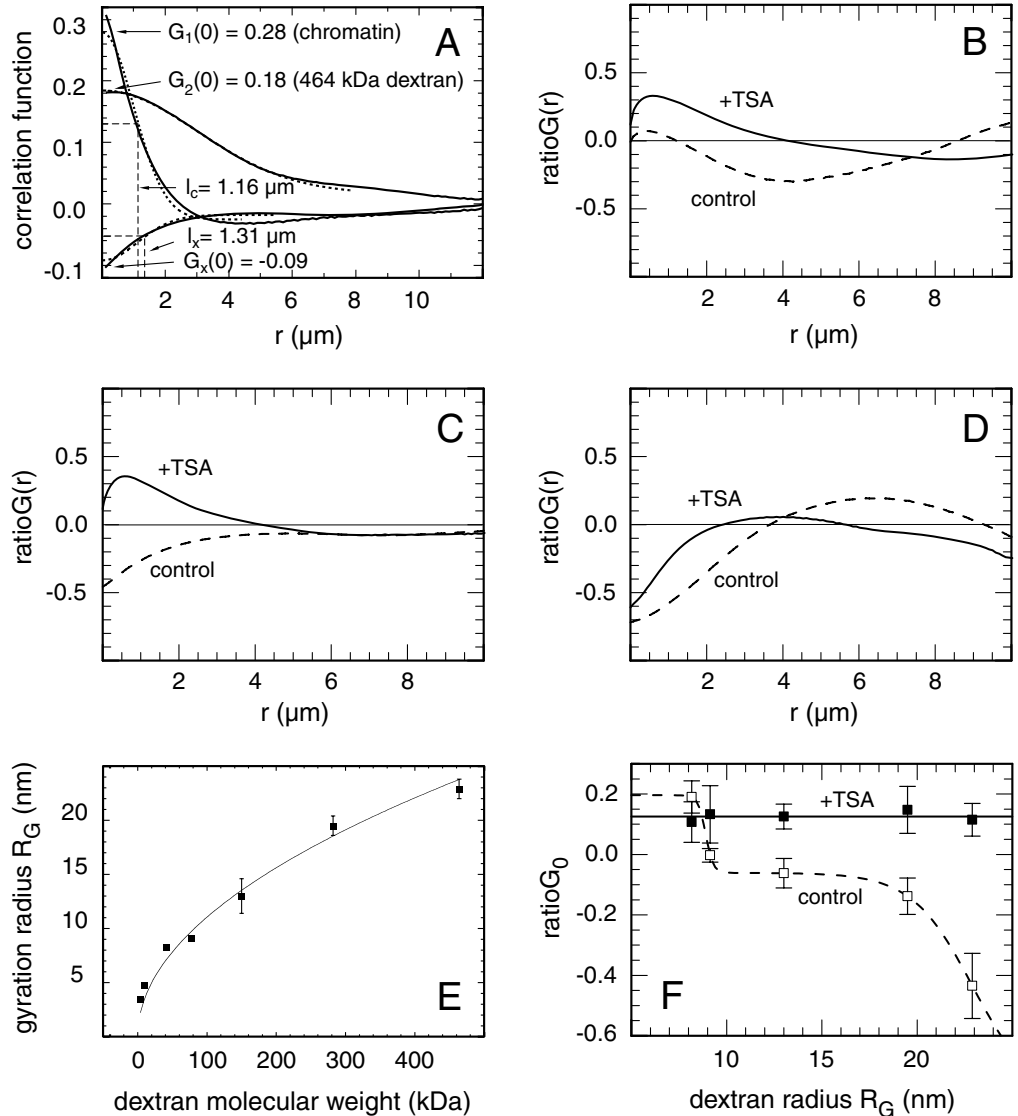 A
G1(0) = 0.28 (chromatin)
G2(0) = 0.18 (464 kDa dextran)
lc= 1.16 µm
lx= 1.31 µm
Gx(0) = -0.09
correlation function
0.3
0.2
0.1
0.0
-0.1
2 4 6 8 10
r (µm)
B
+TSA
control
ratioG(r)
0.5
0.0
-0.5
2 4 6 8
r (µm)
C
+TSA
control
ratioG(r)
0.5
0.0
-0.5
2 4 6 8
r (µm)
D
+TSA
control
ratioG(r)
0.5
0.0
-0.5
2 4 6 8
r (µm)
E
gyration radius RG (nm)
20
15
10
5
0 100 200 300 400
dextran molecular weight (kDa)
F
+TSA
control
ratioG0
0.2
0.0
-0.2
-0.4
-0.6
10 15 20
dextran radius RG (nm)